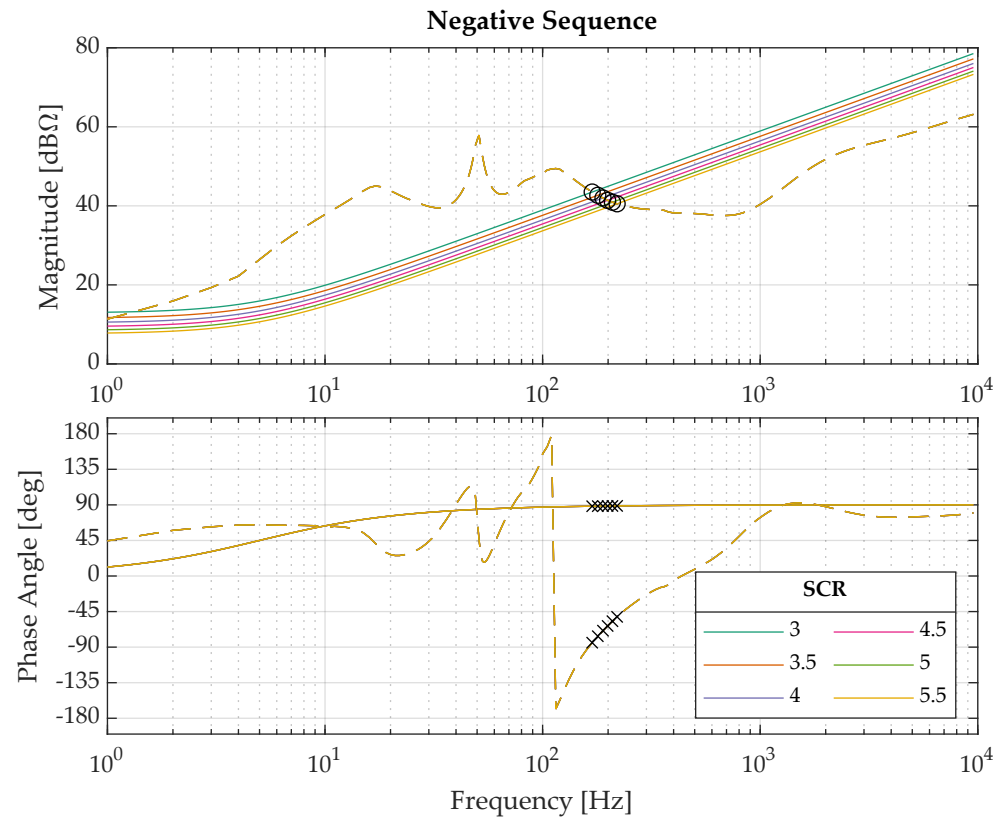 Negative Sequence
Magnitude [dBΩ]
80
60
40
20
0
10^0 10^1 10^2 10^3 10^4
Phase Angle [deg]
180
135
90
45
0
-45
-90
-135
-180
SCR
3 4.5
3.5 5
4 5.5
10^0 10^1 10^2 10^3 10^4
Frequency [Hz]